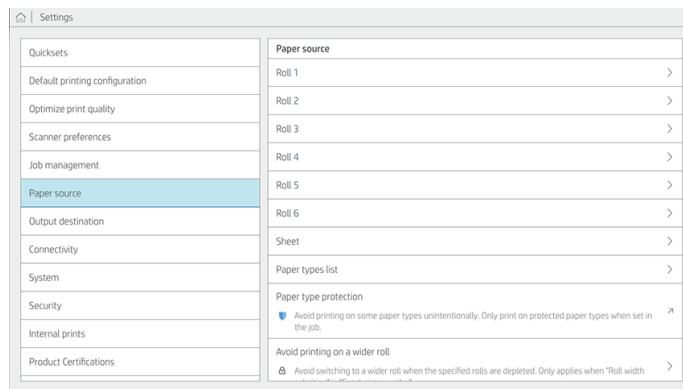 Settings
Quicksets
Default printing configuration
Optimize print quality
Scanner preferences
Job management
Paper source
Output destination
Connectivity
System
Security
Internal prints
Product Certifications
Paper source
Roll 1
Roll 2
Roll 3
Roll 4
Roll 5
Roll 6
Sheet
Paper types list
Paper type protection
Avoid printing on some paper types unintentionally. Only print on protected paper types when set in
the job.
Avoid printing on a wider roll
Avoid switching to a wider roll when the specified rolls are depleted. Only applies when "Roll width